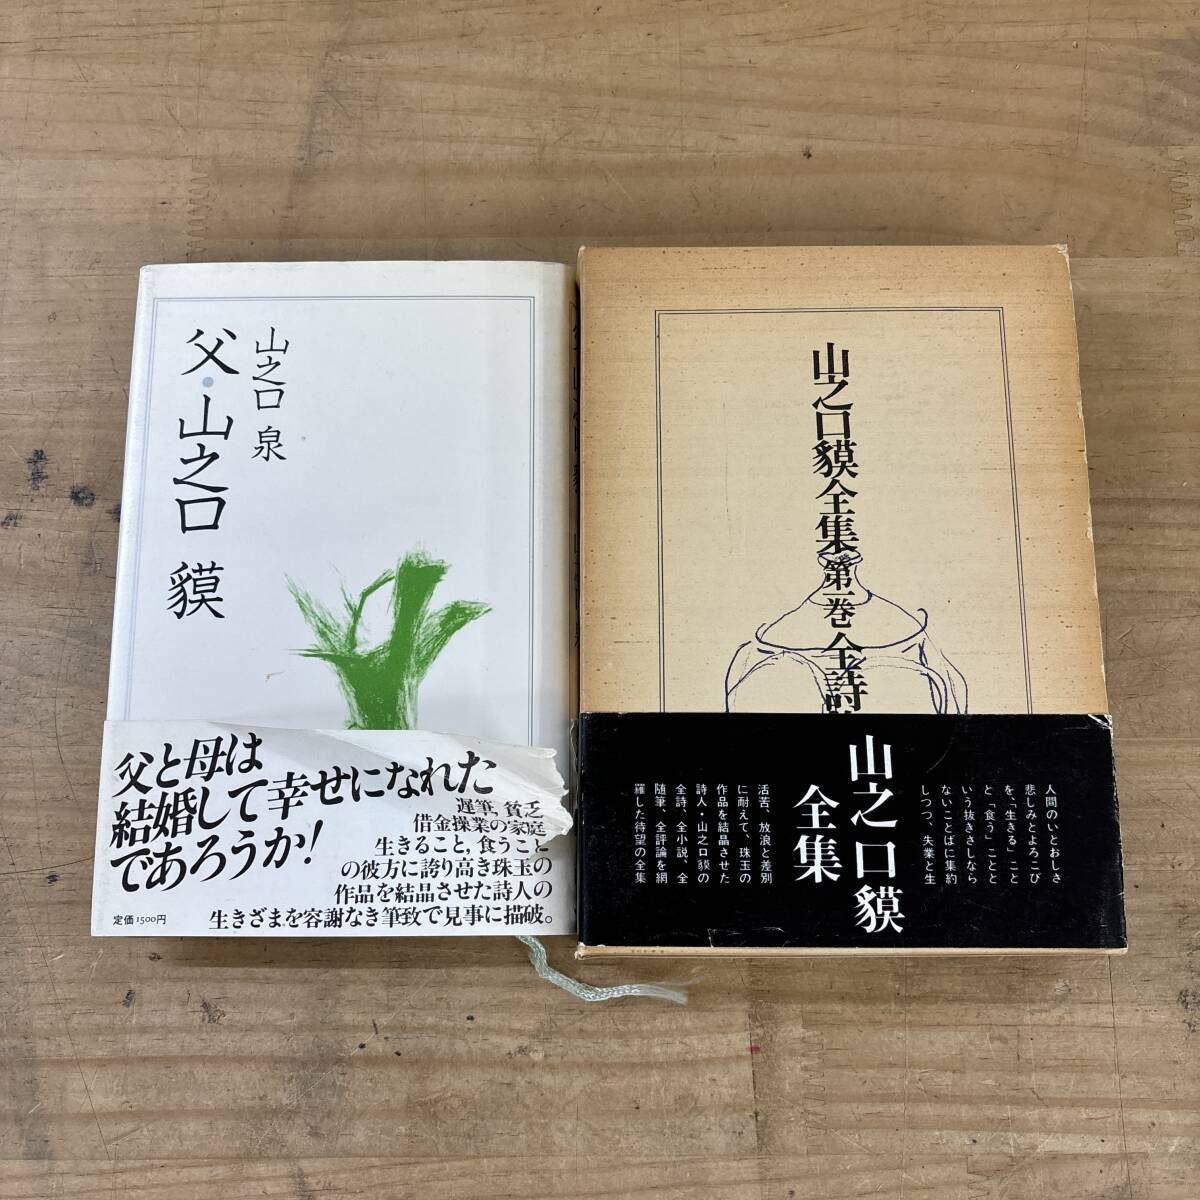 山之口 泉
父・山之口 貘
父と母は
結婚して幸せになれた
であろうか!
遅筆、貧乏
借金操業の家庭
生きること、食うこと
の彼方に誇り高き珠玉の
作品を結晶させた詩人の
生きざまを容謝なき筆致で見事に描破。
定価1500円
山之口貘全集第一巻全詩
山之口貘
全集
人間のいとおしさ
悲しみとよろこび
を、「生きる」こと
と「食う」ことと
いう抜きさしなら
ないことばに集約
しつつ、失業と生
活苦、放浪と差別
に耐えて、珠玉の
作品を結晶させた
詩人・山之口貘の
全詩、全小説、全
随筆、全評論を網
羅した待望の全集